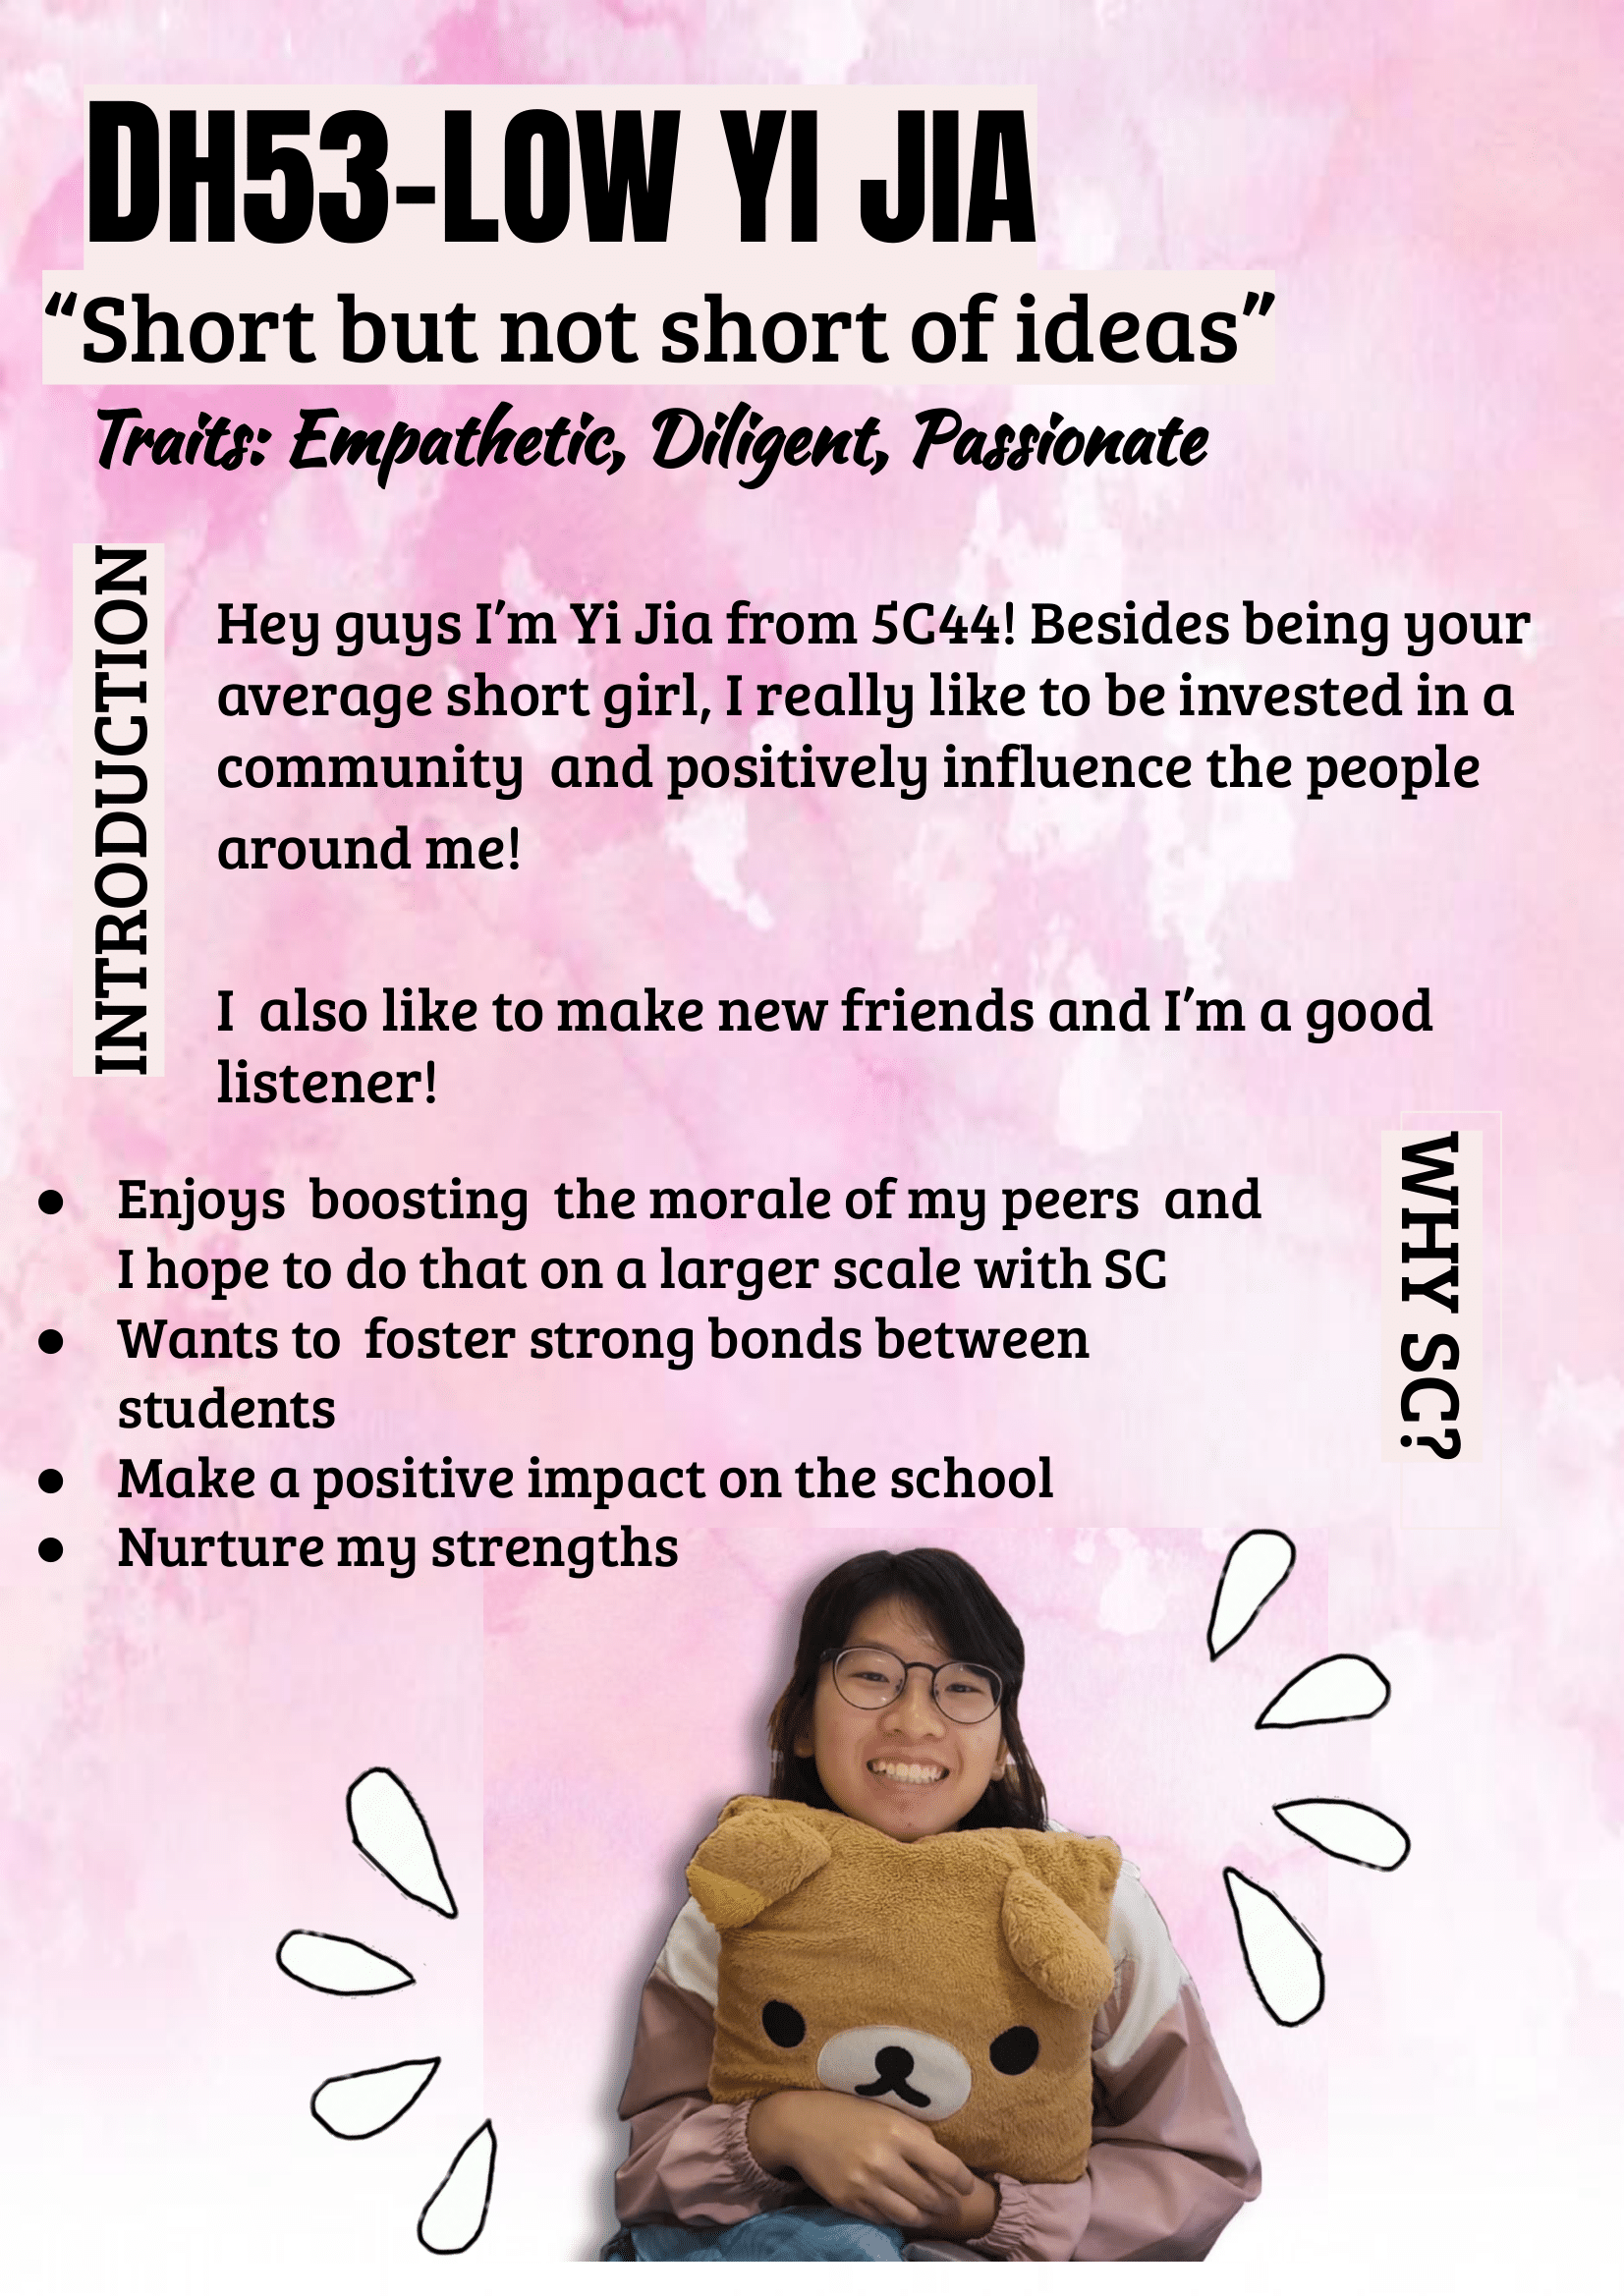 DH53-LOW YI JIA
“Short but not short of ideas”
Traits: Empathetic, Diligent, Passionate
INTRODUCTION
Hey guys I’m Yi Jia from 5C44! Besides being your
average short girl, I really like to be invested in a
community and positively influence the people
around me!
I also like to make new friends and I’m a good
listener!
WHY SC?
● Enjoys boosting the morale of my peers and
I hope to do that on a larger scale with SC
● Wants to foster strong bonds between
students
● Make a positive impact on the school
● Nurture my strengths